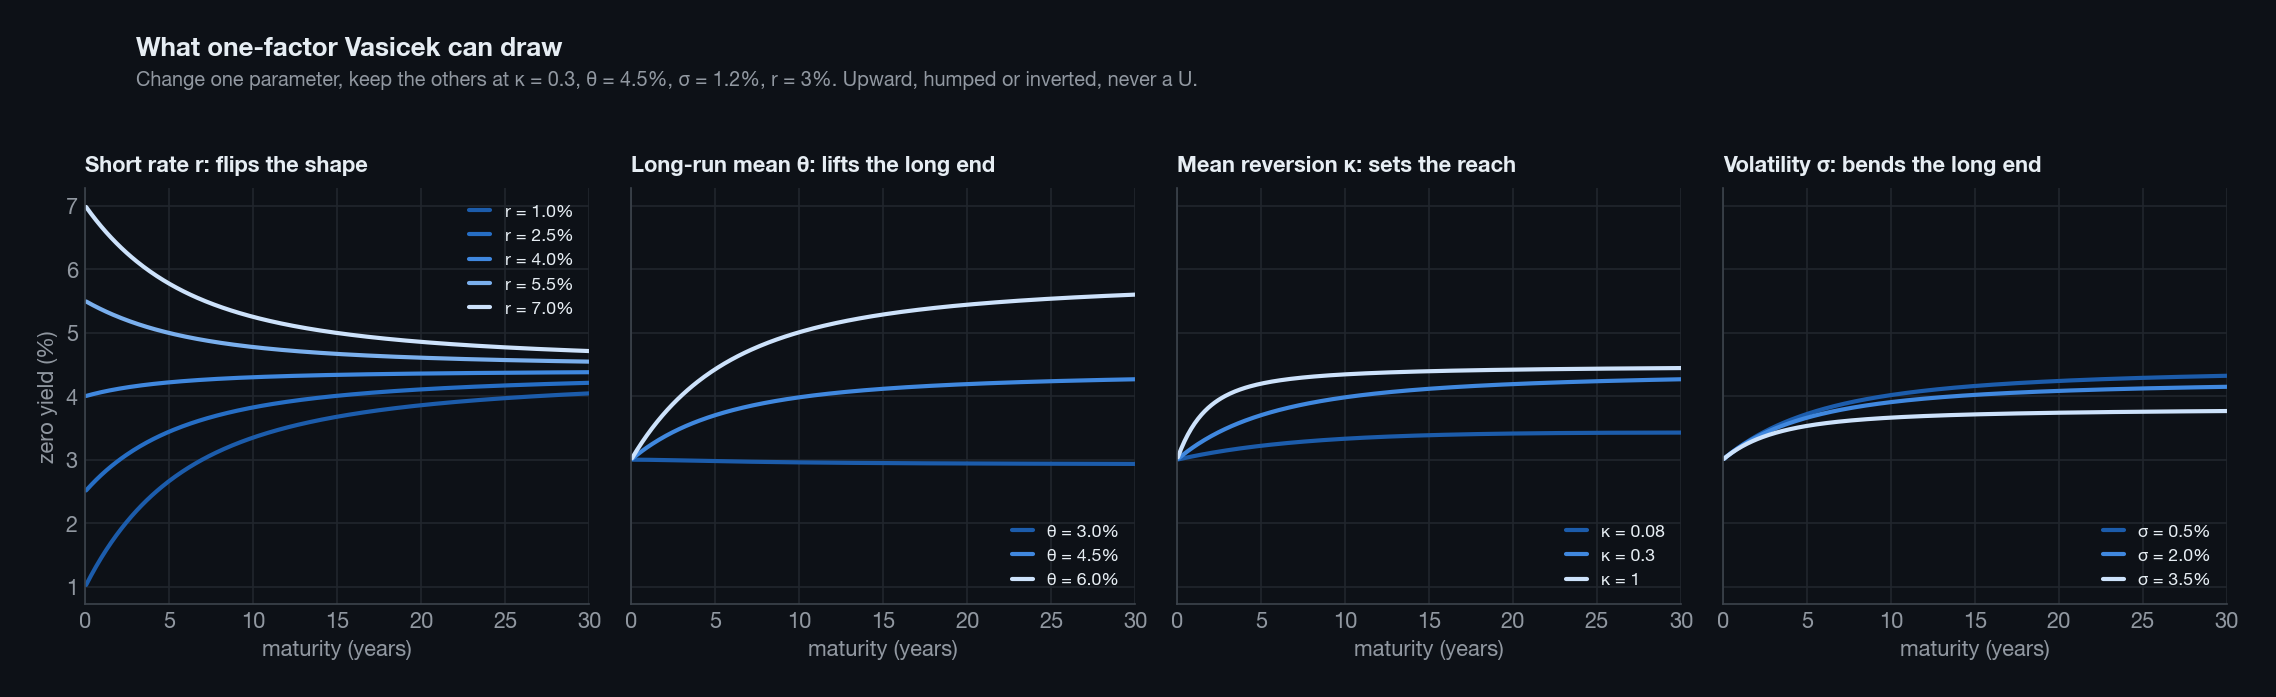 What one-factor Vasicek can draw
Change one parameter, keep the others at κ = 0.3, θ = 4.5%, σ = 1.2%, r = 3%. Upward, humped or inverted, never a U.
Short rate r: flips the shape
zero yield (%)
7
6
5
4
3
2
1
r = 1.0%
r = 2.5%
r = 4.0%
r = 5.5%
r = 7.0%
0 5 10 15 20 25 30
maturity (years)
Long-run mean θ: lifts the long end
θ = 3.0%
θ = 4.5%
θ = 6.0%
0 5 10 15 20 25 30
maturity (years)
Mean reversion κ: sets the reach
κ = 0.08
κ = 0.3
κ = 1
0 5 10 15 20 25 30
maturity (years)
Volatility σ: bends the long end
σ = 0.5%
σ = 2.0%
σ = 3.5%
0 5 10 15 20 25 30
maturity (years)